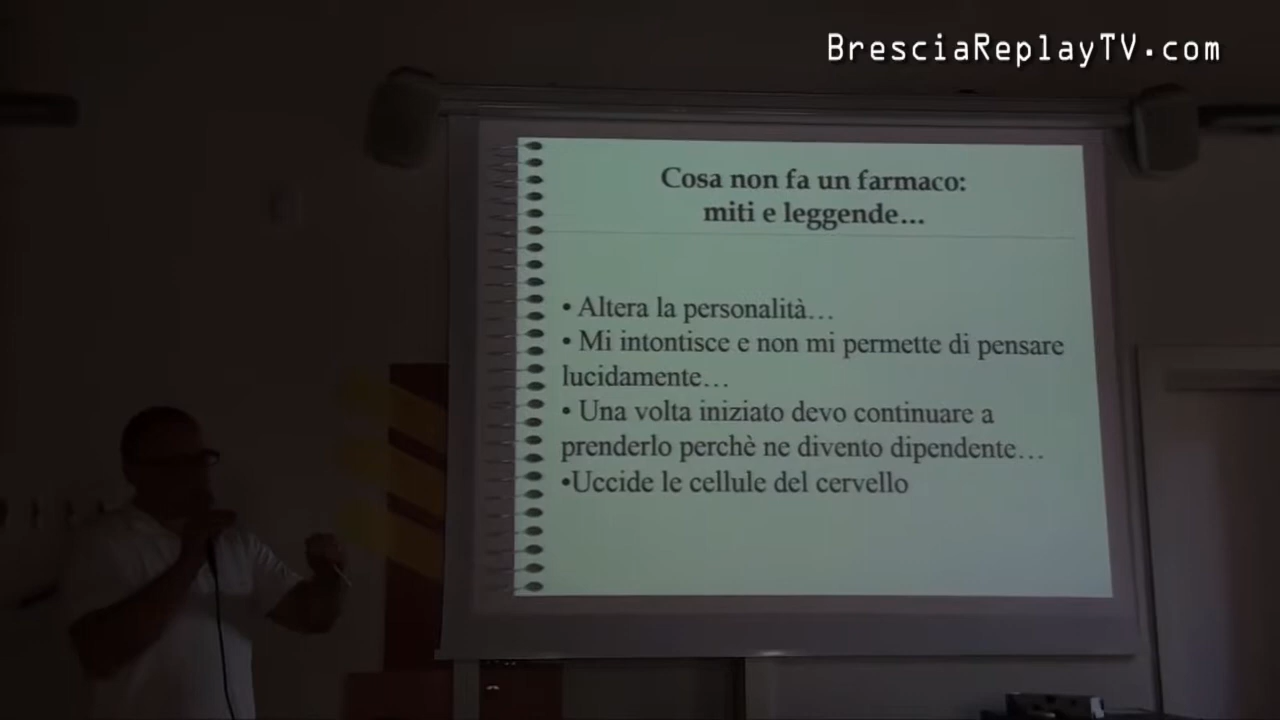 BresciaReplayTV.com
Cosa non fa un farmaco:
miti e leggende...
• Altera la personalità...
• Mi intontisce e non mi permette di pensare
lucidamente...
• Una volta iniziato devo continuare a
prenderlo perchè ne divento dipendente...
•Uccide le cellule del cervello